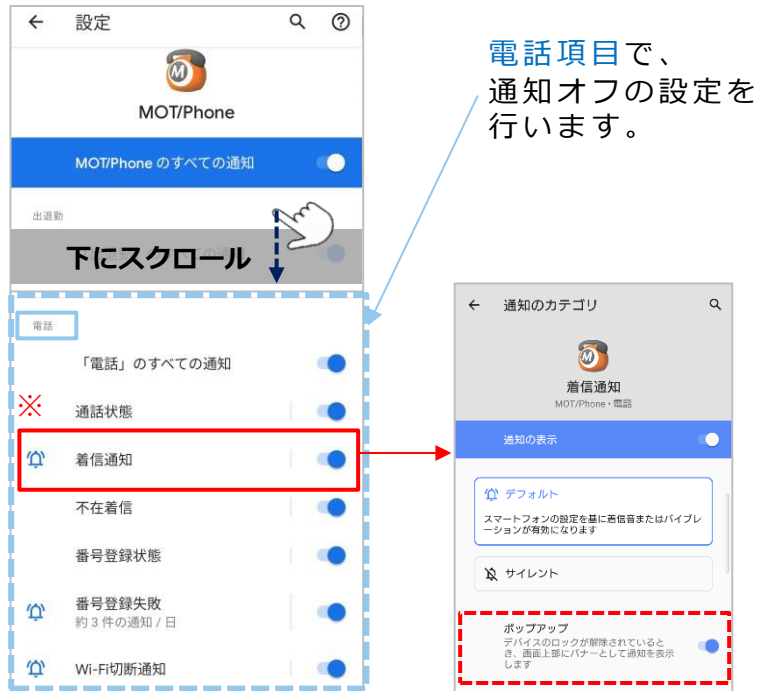 設定
MOT/Phone
MOT/Phone のすべての通知
出退勤
下にスクロール
電話
「電話」のすべての通知
※
通話状態
着信通知
不在着信
番号登録状態
番号登録失敗
約 3 件の通知 / 日
Wi-Fi切断通知
電話項目で、
通知オフの設定を
行います。
通知のカテゴリ
着信通知
MOT/Phone • 電話
通知の表示
デフォルト
スマートフォンの設定を基に着信音またはバイブレ
ーションが有効になります
サイレント
ポップアップ
デバイスのロックが解除されていると
き、画面上部にバナーとして通知を表示
します